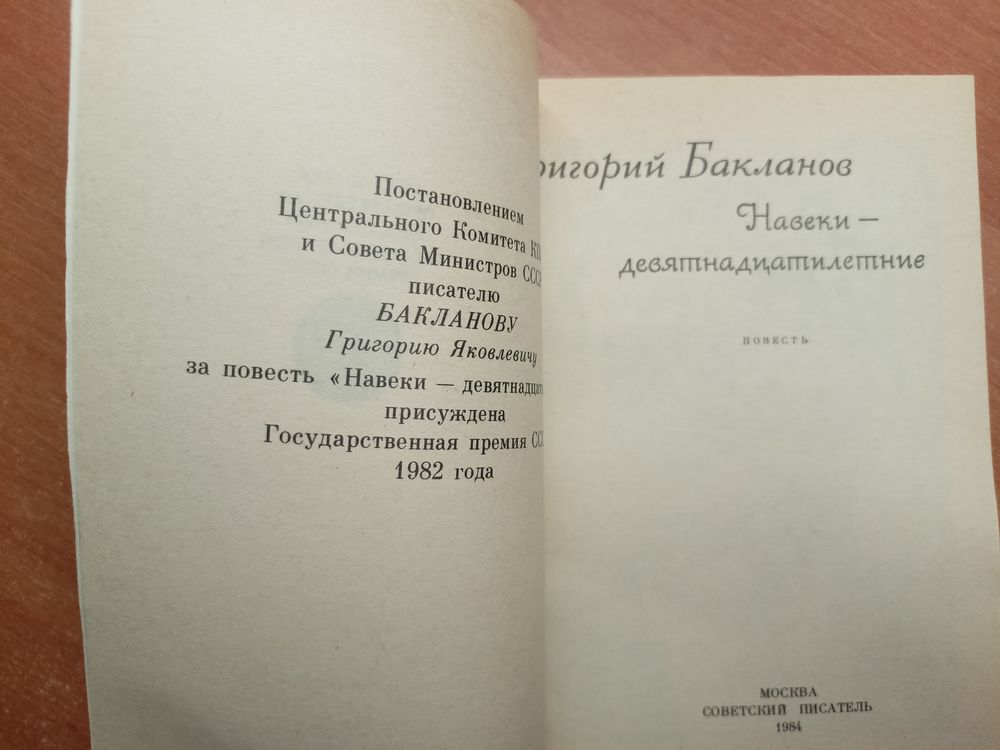 Постановлением
Центрального Комитета
и Совета Министров СССР
писателю
БАКЛАНОВУ
Григорию Яковлевичу
за повесть «Навеки —
присуждена
Государственная премия
1982 года
Бакланов
Навеки —
девятнадцатилетние
ПОВЕСТЬ
МОСКВА
СОВЕТСКИЙ ПИСАТЕЛЬ
1984